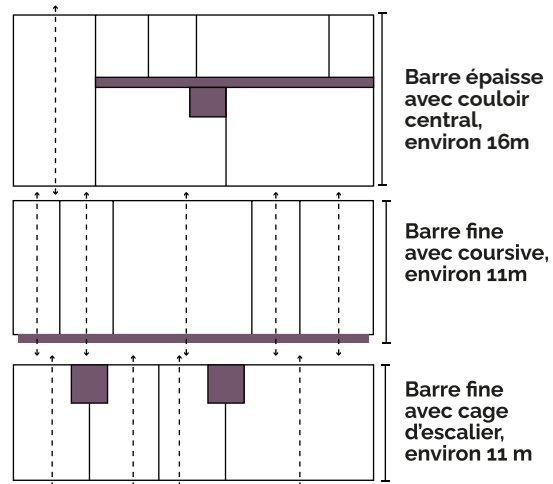 Barre épaisse
avec couloir
central,
environ 16m
Barre fine
avec coursive,
environ 11m
Barre fine
avec cage
d'escalier,
environ 11 m